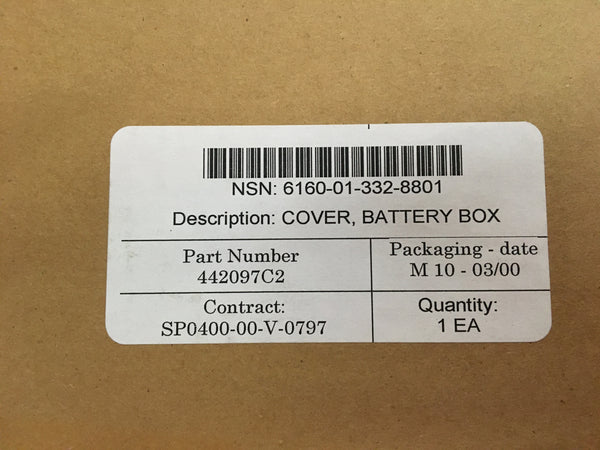 NSN: 6160-01-332-8801
Description: COVER, BATTERY BOX
Part Number
442097C2
Packaging - date
M 10 - 03/00
Contract:
SP0400-00-V-0797
Quantity:
1 EA